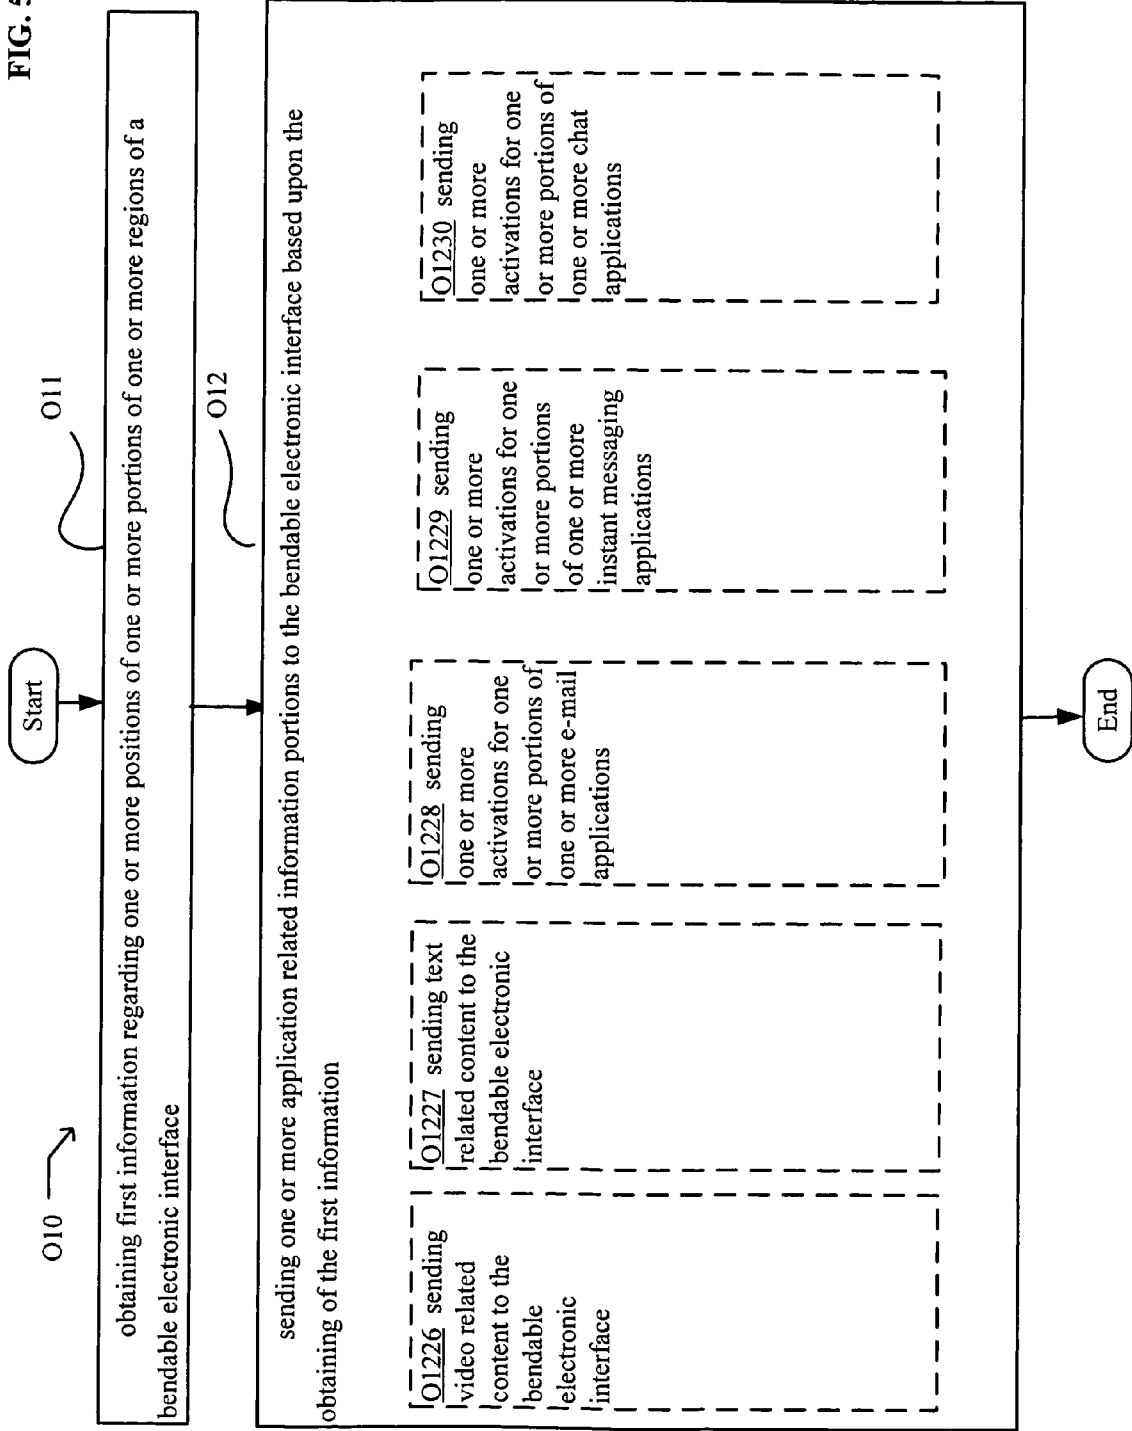 FIG. 5
Start
O10
O11
obtaining first information regarding one or more positions of one or more portions of one or more regions of a
bendable electronic interface
O12
sending one or more application related information portions to the bendable electronic interface based upon the
obtaining of the first information
O1226 sending
video related
content to the
bendable
electronic
interface
O1227 sending text
related content to the
bendable electronic
interface
O1228 sending
one or more
activations for one
or more portions of
one or more e-mail
applications
O1229 sending
one or more
activations for one
or more portions
of one or more
instant messaging
applications
O1230 sending
one or more
activations for one
or more portions of
one or more chat
applications
End